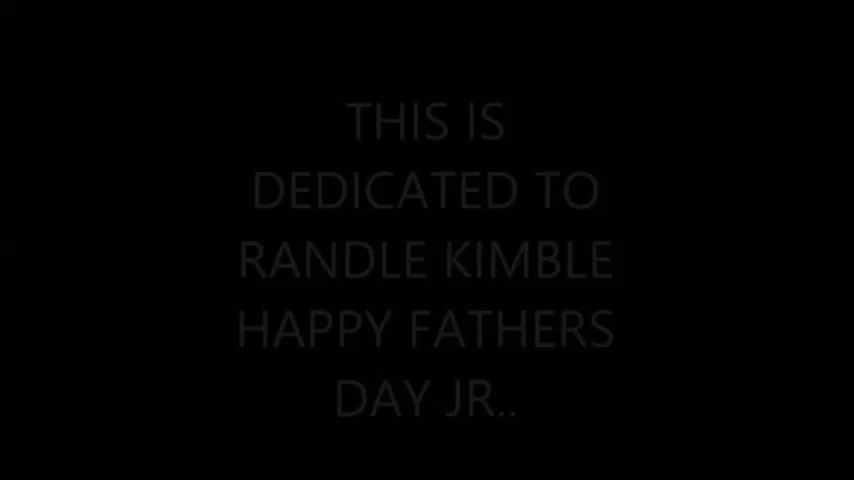 THIS IS
DEDICATED TO
RANDLE KIMBLE
HAPPY FATHERS
DAY JR..